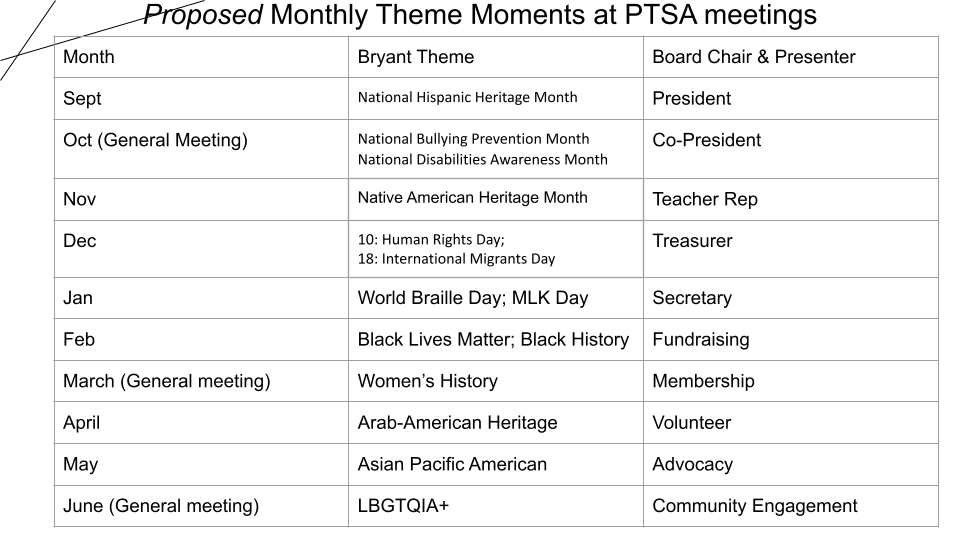 Proposed Monthly Theme Moments at PTSA meetings
Month Bryant Theme Board Chair & Presenter
Sept National Hispanic Heritage Month President
Oct (General Meeting) National Bullying Prevention Month Co-President
National Disabilities Awareness Month
Nov Native American Heritage Month Teacher Rep
Dec 10: Human Rights Day; Treasurer
18: International Migrants Day
Jan World Braille Day; MLK Day Secretary
Feb Black Lives Matter; Black History Fundraising
March (General meeting) Women’s History Membership
April Arab-American Heritage Volunteer
May Asian Pacific American Advocacy
June (General meeting) LBGTQIA+ Community Engagement